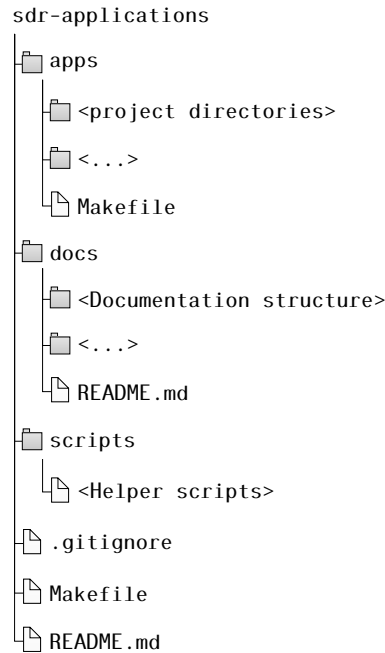 sdr-applications
apps
<project directories>
<...>
Makefile
docs
<Documentation structure>
<...>
README.md
scripts
<Helper scripts>
.gitignore
Makefile
README.md